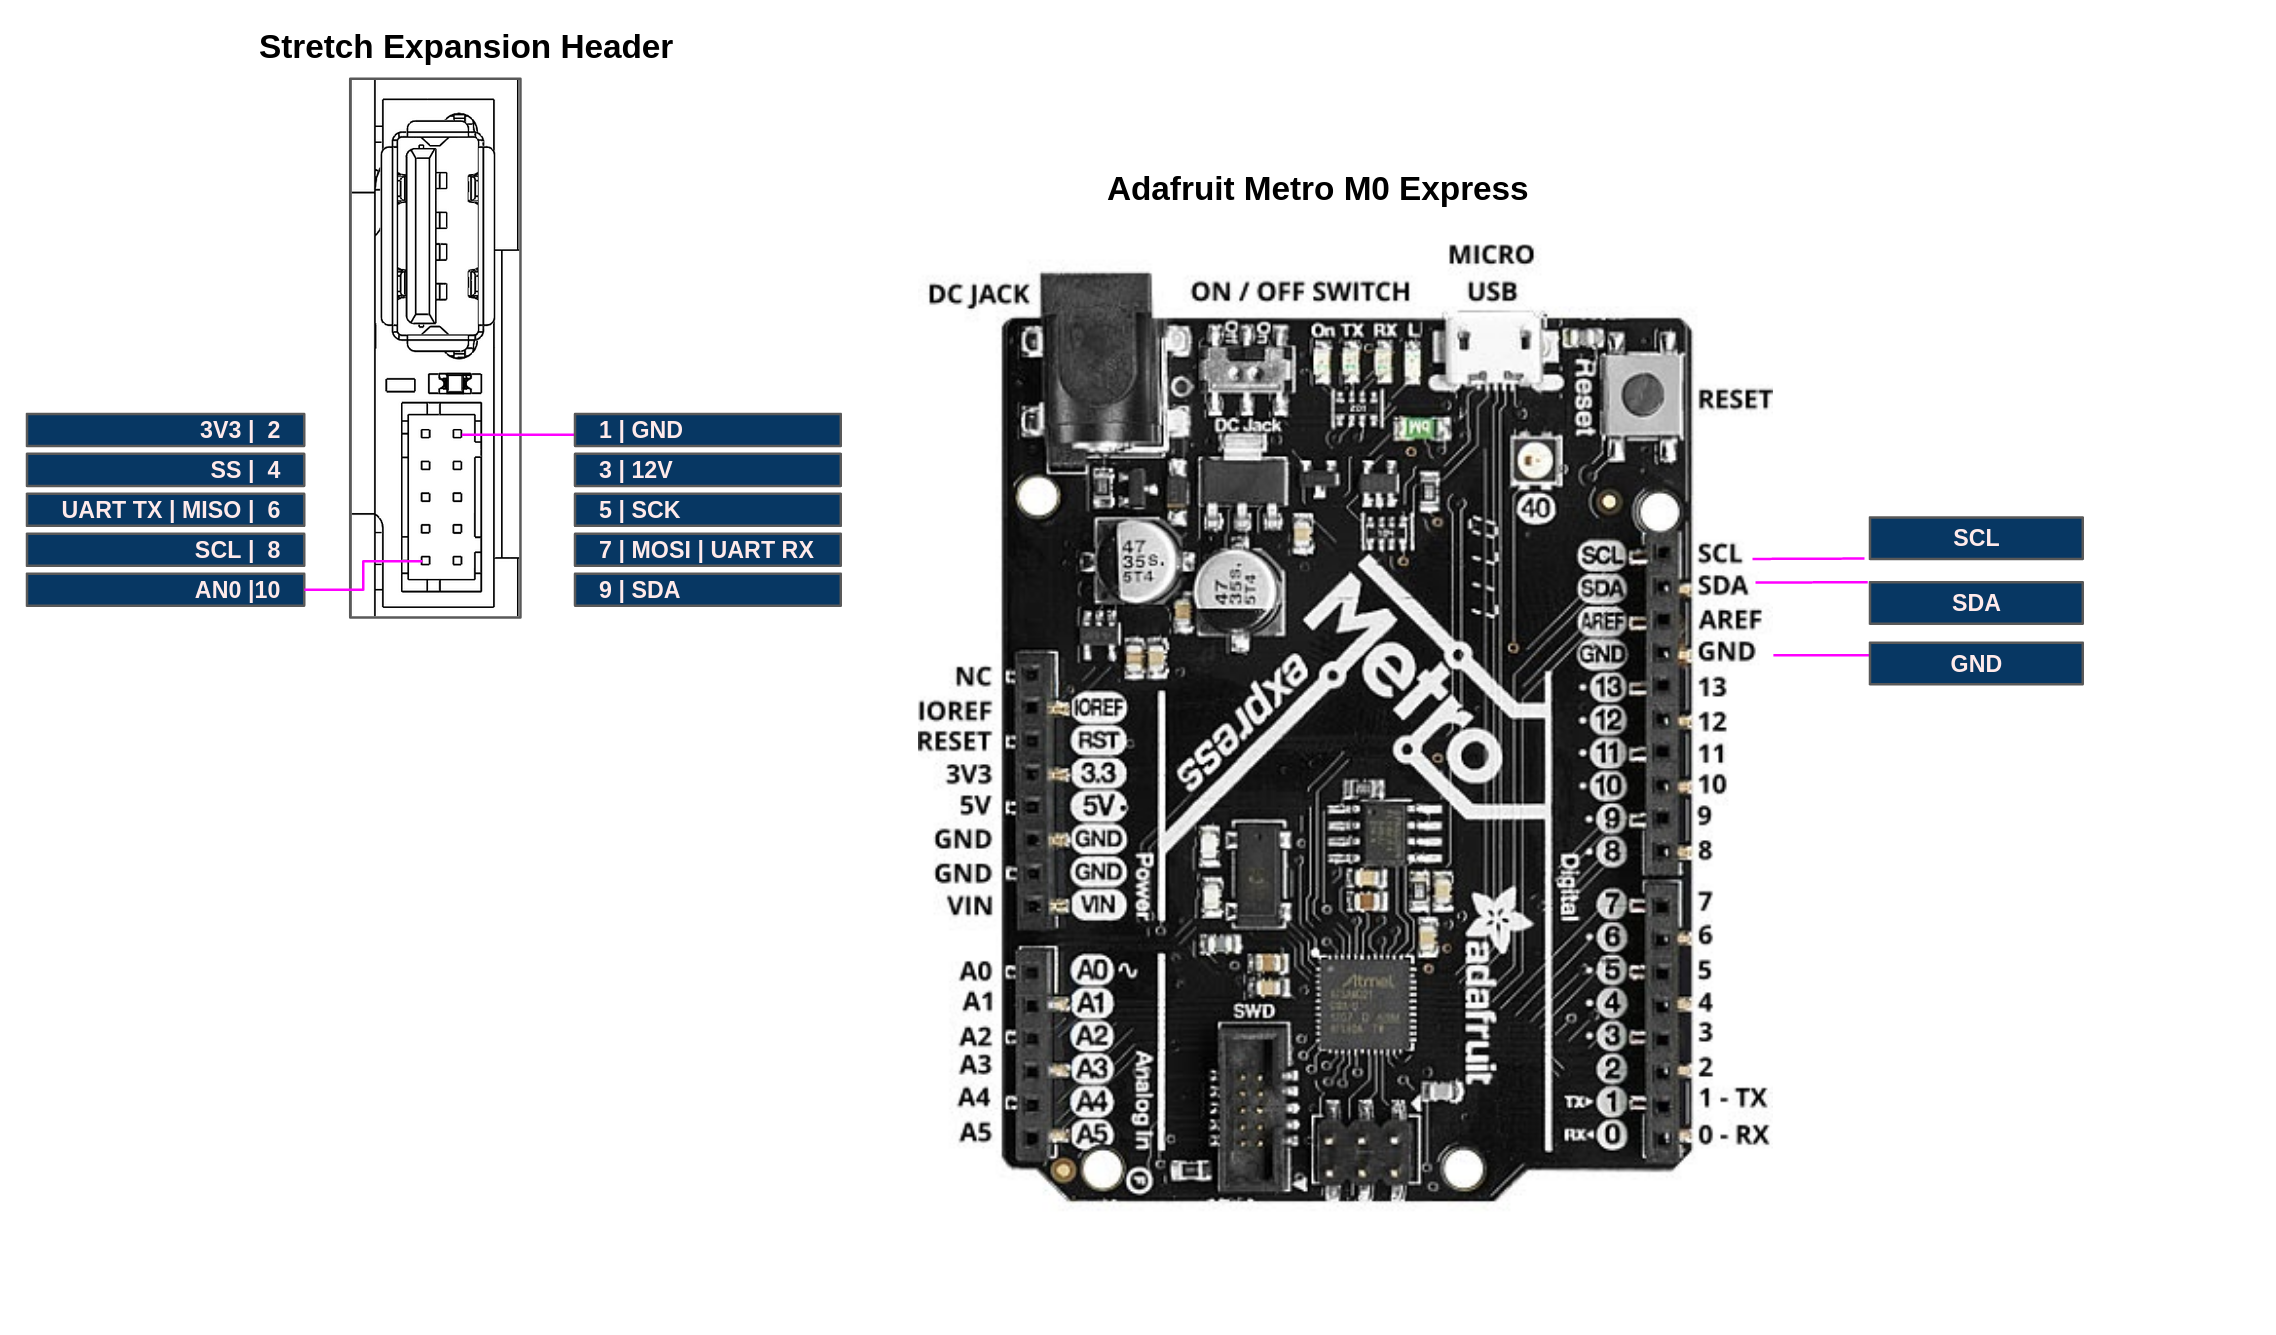 Stretch Expansion Header
3V3 | 2
SS | 4
UART TX | MISO | 6
SCL | 8
AN0 |10
1 | GND
3 | 12V
5 | SCK
7 | MOSI | UART RX
9 | SDA
Adafruit Metro M0 Express
MICRO
USB
DC JACK
ON / OFF SWITCH
RESET
On TX RX L
Reset
DC Jack
40
47
35S.
5T4
47
35S.
5T4
Metro
express
NC
IOREF
RESET
3V3
5V
GND
GND
VIN
IOREF
RST
3.3
5V
GND
GND
VIN
Power
A0
A1
A2
A3
A4
A5
A0
A1
A2
A3
A4
A5
Analog In
SWD
Atmel
adafruit
Digital
SCL
SDA
AREF
GND
13
12
11
10
9
8
7
6
5
4
3
2
TX 1
RX 0
SCL
SDA
AREF
GND
13
12
11
10
9
8
7
6
5
4
3
2
1 - TX
0 - RX
SCL
SDA
GND